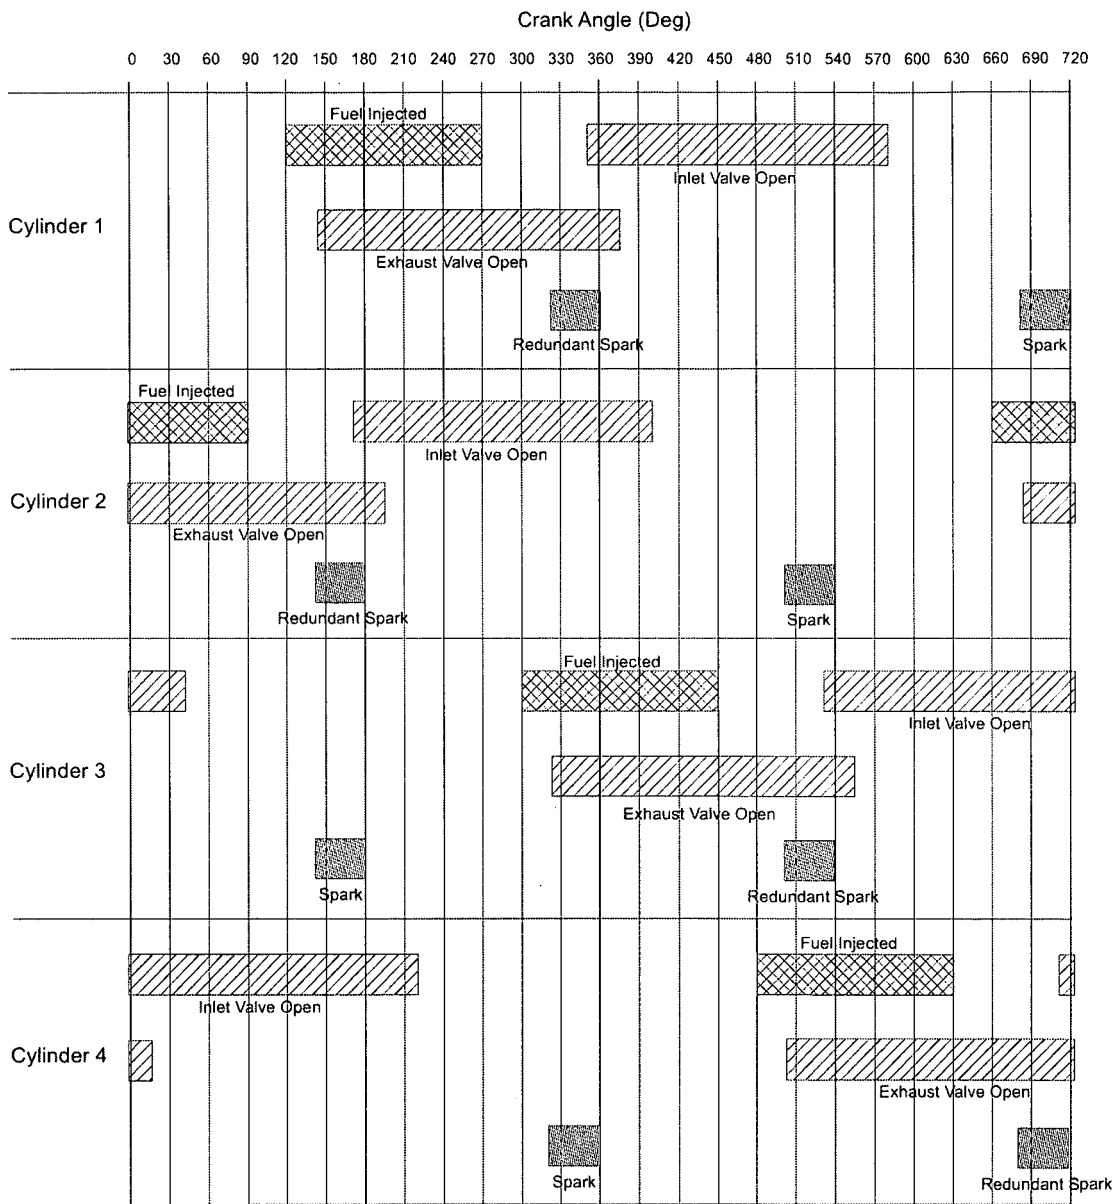 Crank Angle (Deg)
0 30 60 90 120 150 180 210 240 270 300 330 360 390 420 450 480 510 540 570 600 630 660 690 720
Fuel Injected
Inlet Valve Open
Cylinder 1
Exhaust Valve Open
Redundant Spark
Spark
Fuel Injected
Inlet Valve Open
Cylinder 2
Exhaust Valve Open
Redundant Spark
Spark
Fuel Injected
Inlet Valve Open
Cylinder 3
Exhaust Valve Open
Spark
Redundant Spark
Fuel Injected
Inlet Valve Open
Cylinder 4
Exhaust Valve Open
Spark
Redundant Spark